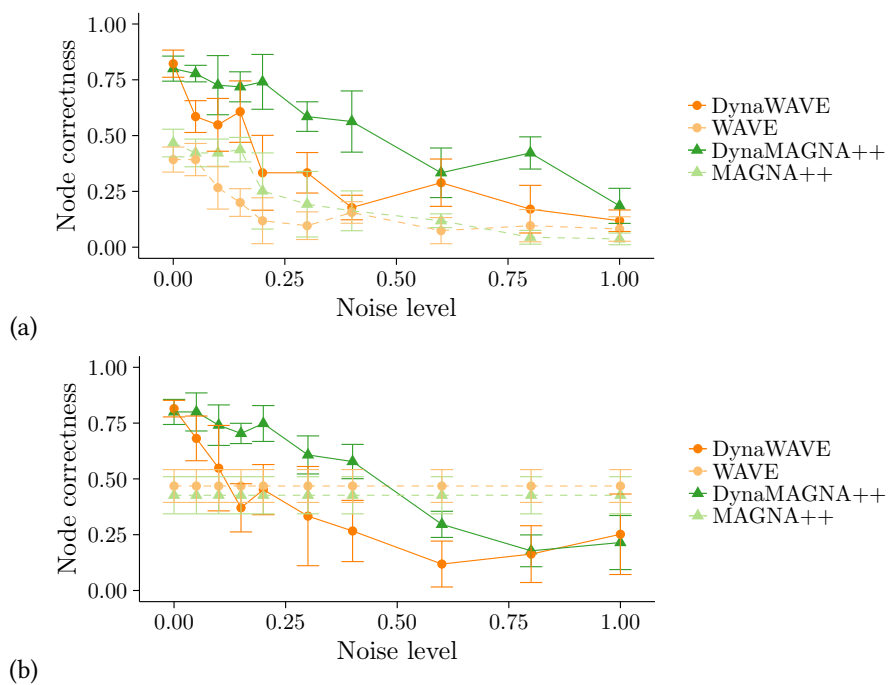 1.00
0.75
0.50
0.25
0.00
Node correctness
0.00 0.25 0.50 0.75 1.00
Noise level
DynaWAVE
WAVE
DynaMAGNA++
MAGNA++
(a)
1.00
0.75
0.50
0.25
0.00
Node correctness
0.00 0.25 0.50 0.75 1.00
Noise level
DynaWAVE
WAVE
DynaMAGNA++
MAGNA++
(b)